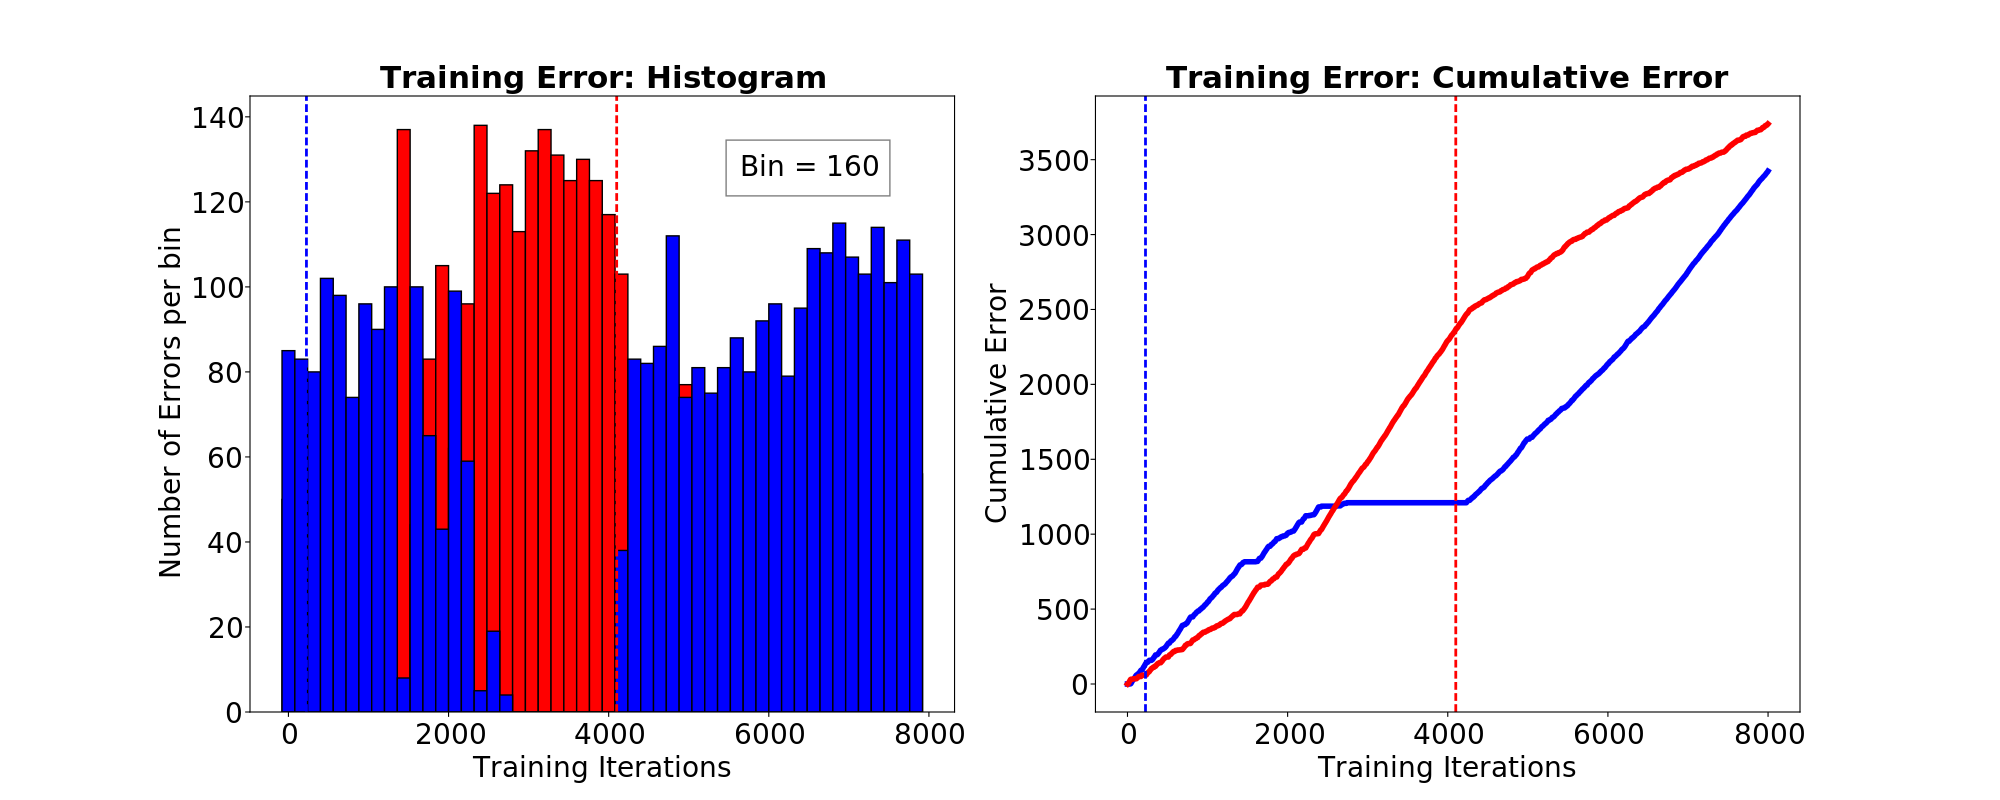 Training Error: Histogram
Number of Errors per bin
140
120
100
80
60
40
20
0
Bin = 160
0 2000 4000 6000 8000
Training Iterations
Training Error: Cumulative Error
Cumulative Error
3500
3000
2500
2000
1500
1000
500
0
0 2000 4000 6000 8000
Training Iterations